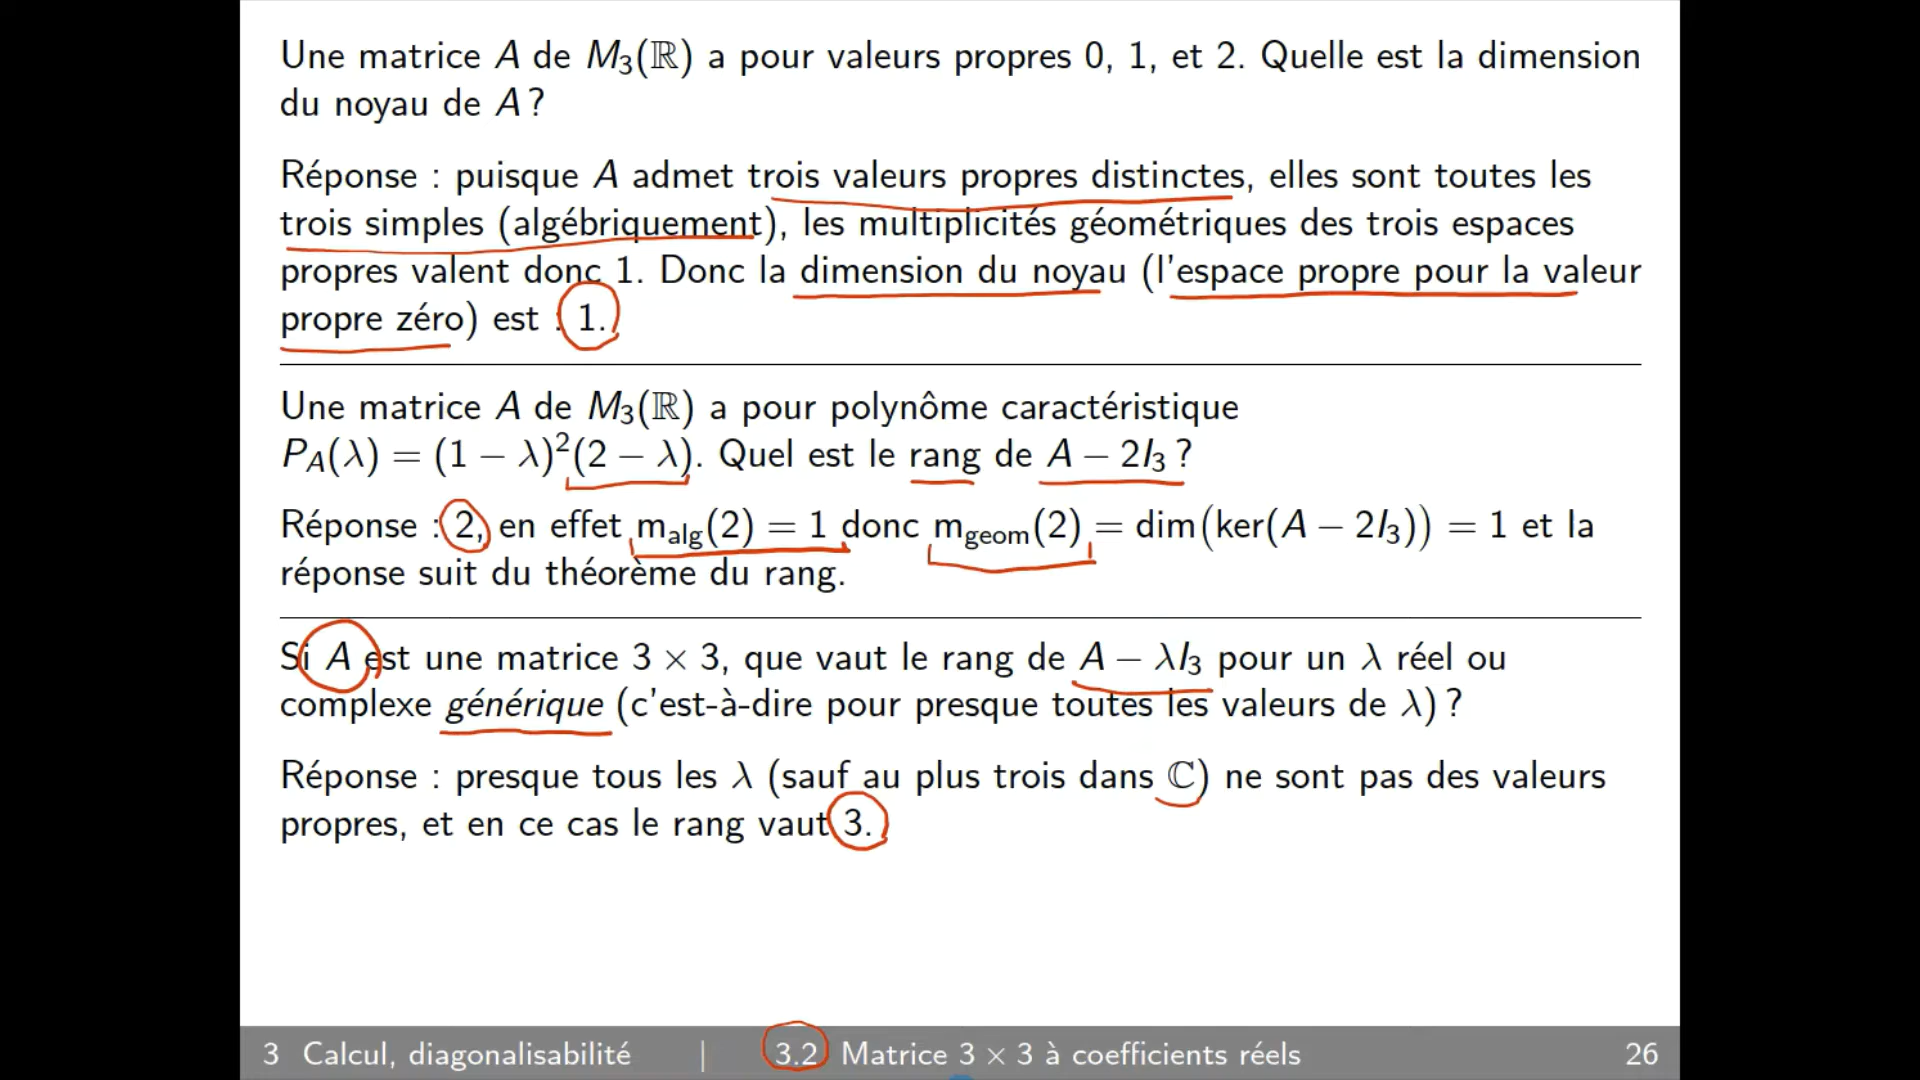 Une matrice A de M₃(ℝ) a pour valeurs propres 0, 1, et 2. Quelle est la dimension
du noyau de A ?
Réponse : puisque A admet trois valeurs propres distinctes, elles sont toutes les
trois simples (algébriquement), les multiplicités géométriques des trois espaces
propres valent donc 1. Donc la dimension du noyau (l'espace propre pour la valeur
propre zéro) est : 1.
Une matrice A de M₃(ℝ) a pour polynôme caractéristique
P_A(λ) = (1 − λ)²(2 − λ). Quel est le rang de A − 2I₃ ?
Réponse : 2, en effet m_alg(2) = 1 donc m_geom(2) = dim(ker(A − 2I₃)) = 1 et la
réponse suit du théorème du rang.
Si A est une matrice 3 × 3, que vaut le rang de A − λI₃ pour un λ réel ou
complexe générique (c'est-à-dire pour presque toutes les valeurs de λ) ?
Réponse : presque tous les λ (sauf au plus trois dans ℂ) ne sont pas des valeurs
propres, et en ce cas le rang vaut 3.
3 Calcul, diagonalisabilité | 3.2 Matrice 3 × 3 à coefficients réels 26